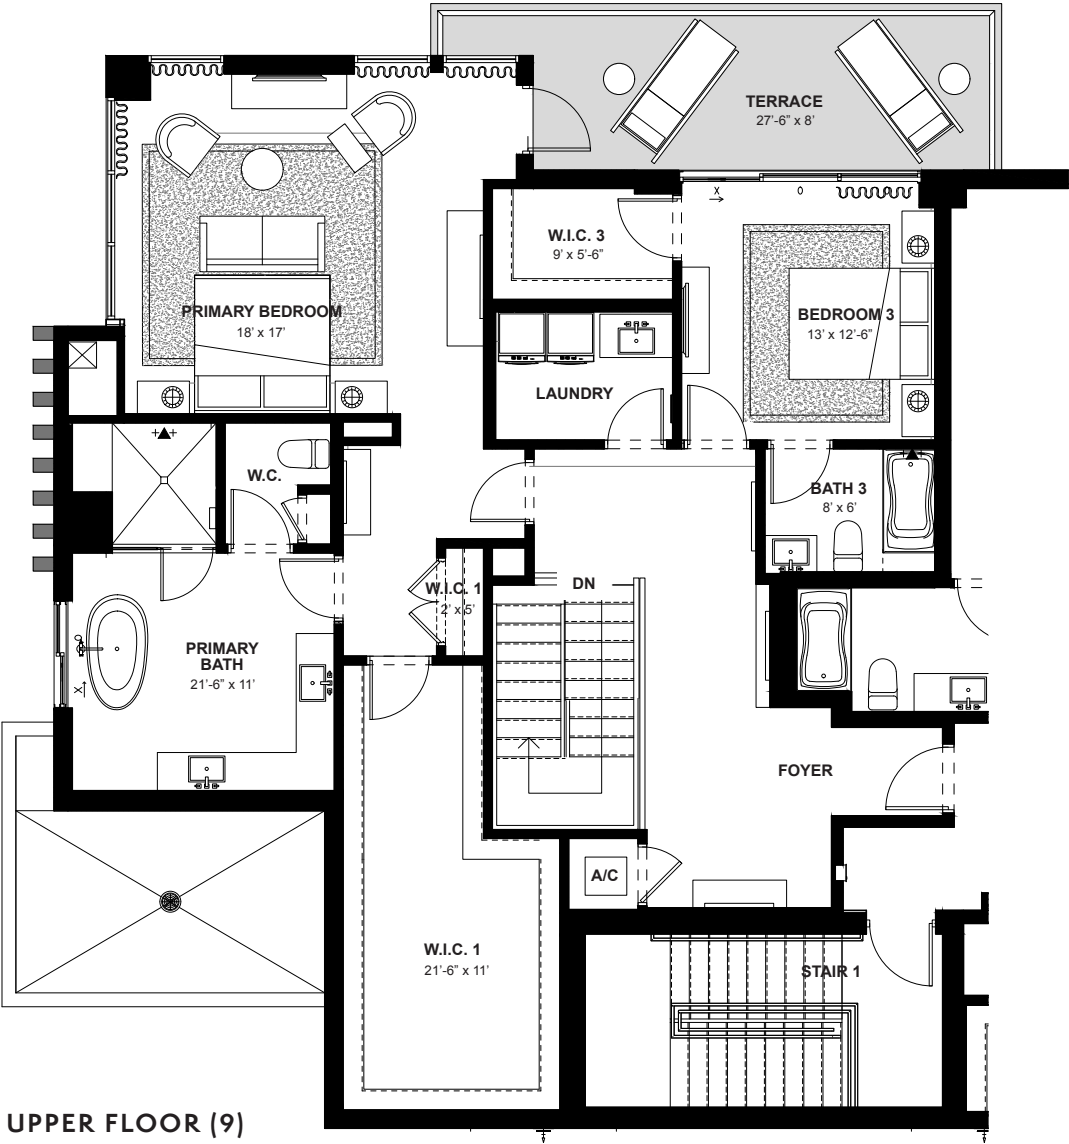 TERRACE
27'-6" x 8'
W.I.C. 3
9' x 5'-6"
X
O
PRIMARY BEDROOM
18' x 17'
BEDROOM 3
13' x 12'-6"
LAUNDRY
W.C.
BATH 3
8' x 6'
W.I.C. 1
2' x 5'
DN
PRIMARY
BATH
21'-6" x 11'
X
FOYER
A/C
W.I.C. 1
21'-6" x 11'
STAIR 1
UPPER FLOOR (9)